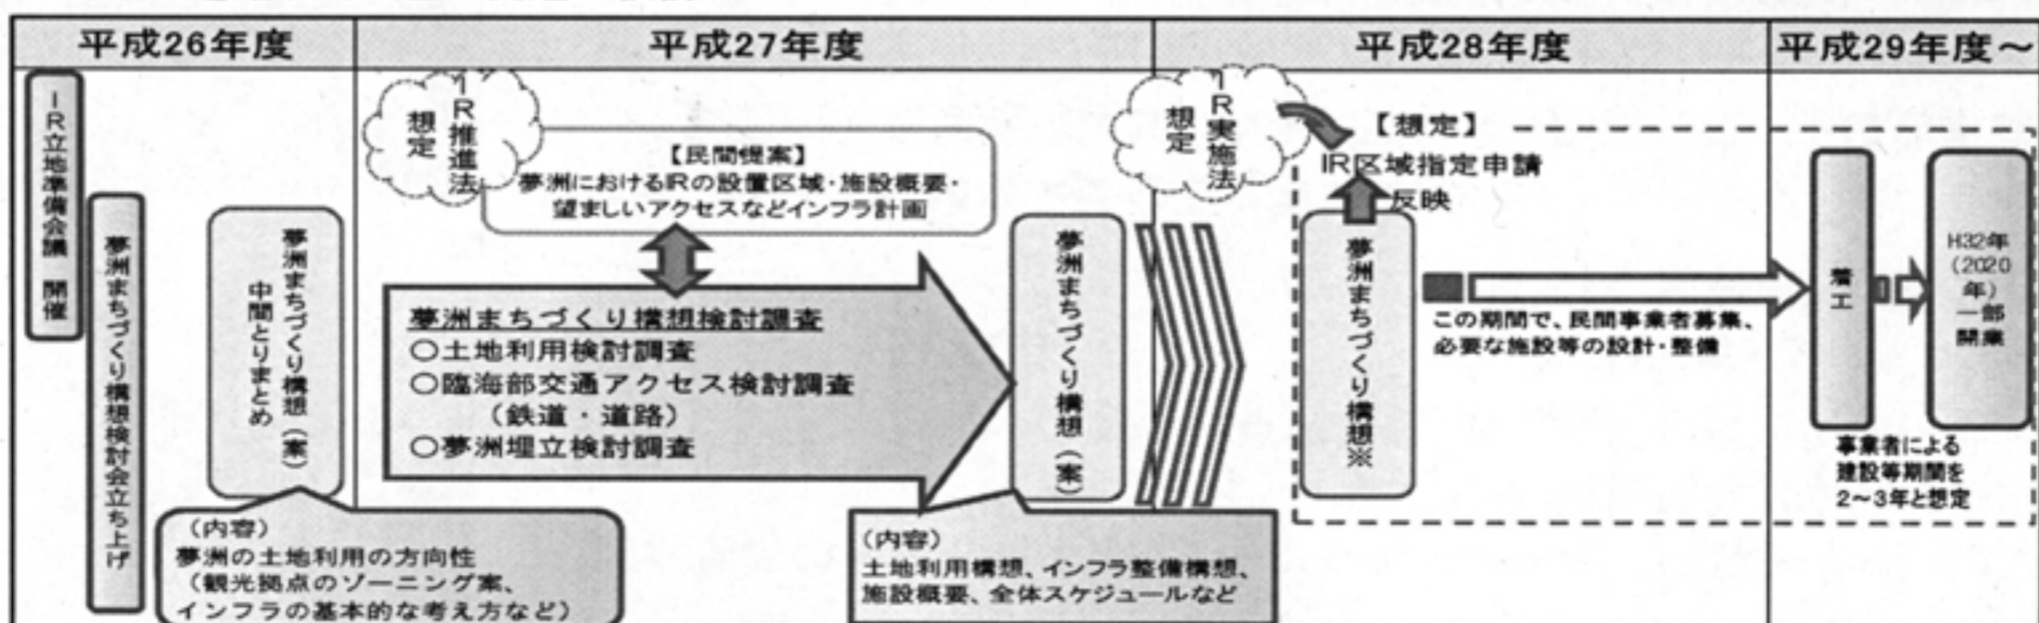 平成26年度
平成27年度
平成28年度
平成29年度～
IR立地準備会議 開催
夢洲まちづくり構想検討会立ち上げ
夢洲まちづくり構想（案）
中間とりまとめ
（内容）
夢洲の土地利用の方向性
（観光拠点のゾーニング案、
インフラの基本的な考え方など）
IR推進法
想定
【民間提案】
夢洲におけるIRの設置区域・施設概要・
望ましいアクセスなどインフラ計画
夢洲まちづくり構想検討調査
○土地利用検討調査
○臨海部交通アクセス検討調査
（鉄道・道路）
○夢洲埋立検討調査
夢洲まちづくり構想（案）
（内容）
土地利用構想、インフラ整備構想、
施設概要、全体スケジュールなど
IR実施法
想定
【想定】
IR区域指定申請
反映
夢洲まちづくり構想※
この期間で、民間事業者募集、
必要な施設等の設計・整備
着工
事業者による
建設等期間を
2～3年と想定
H32年
（2020
年）
一部
開業